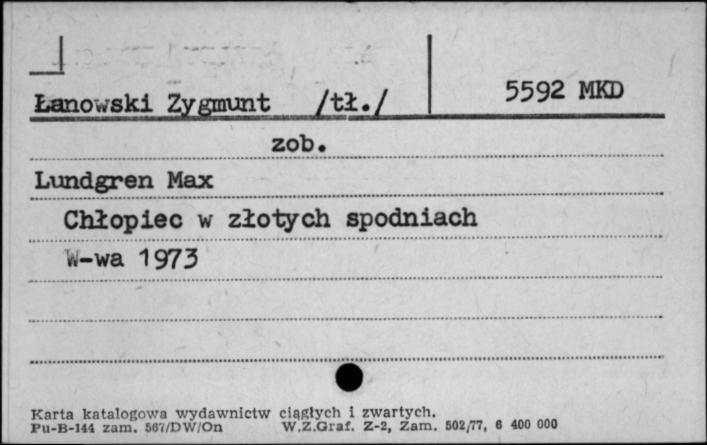 Łanowski Zygmunt /tł./ 5592 MKD
zob.
Lundgren Max
Chłopiec w złotych spodniach
W-wa 1973
Karta katalogowa wydawnictw ciągłych i zwartych.
Pu-B-144 zam. 567/DW/On W.Z.Graf. Z-2, Zam. 502/77, 6 400 000